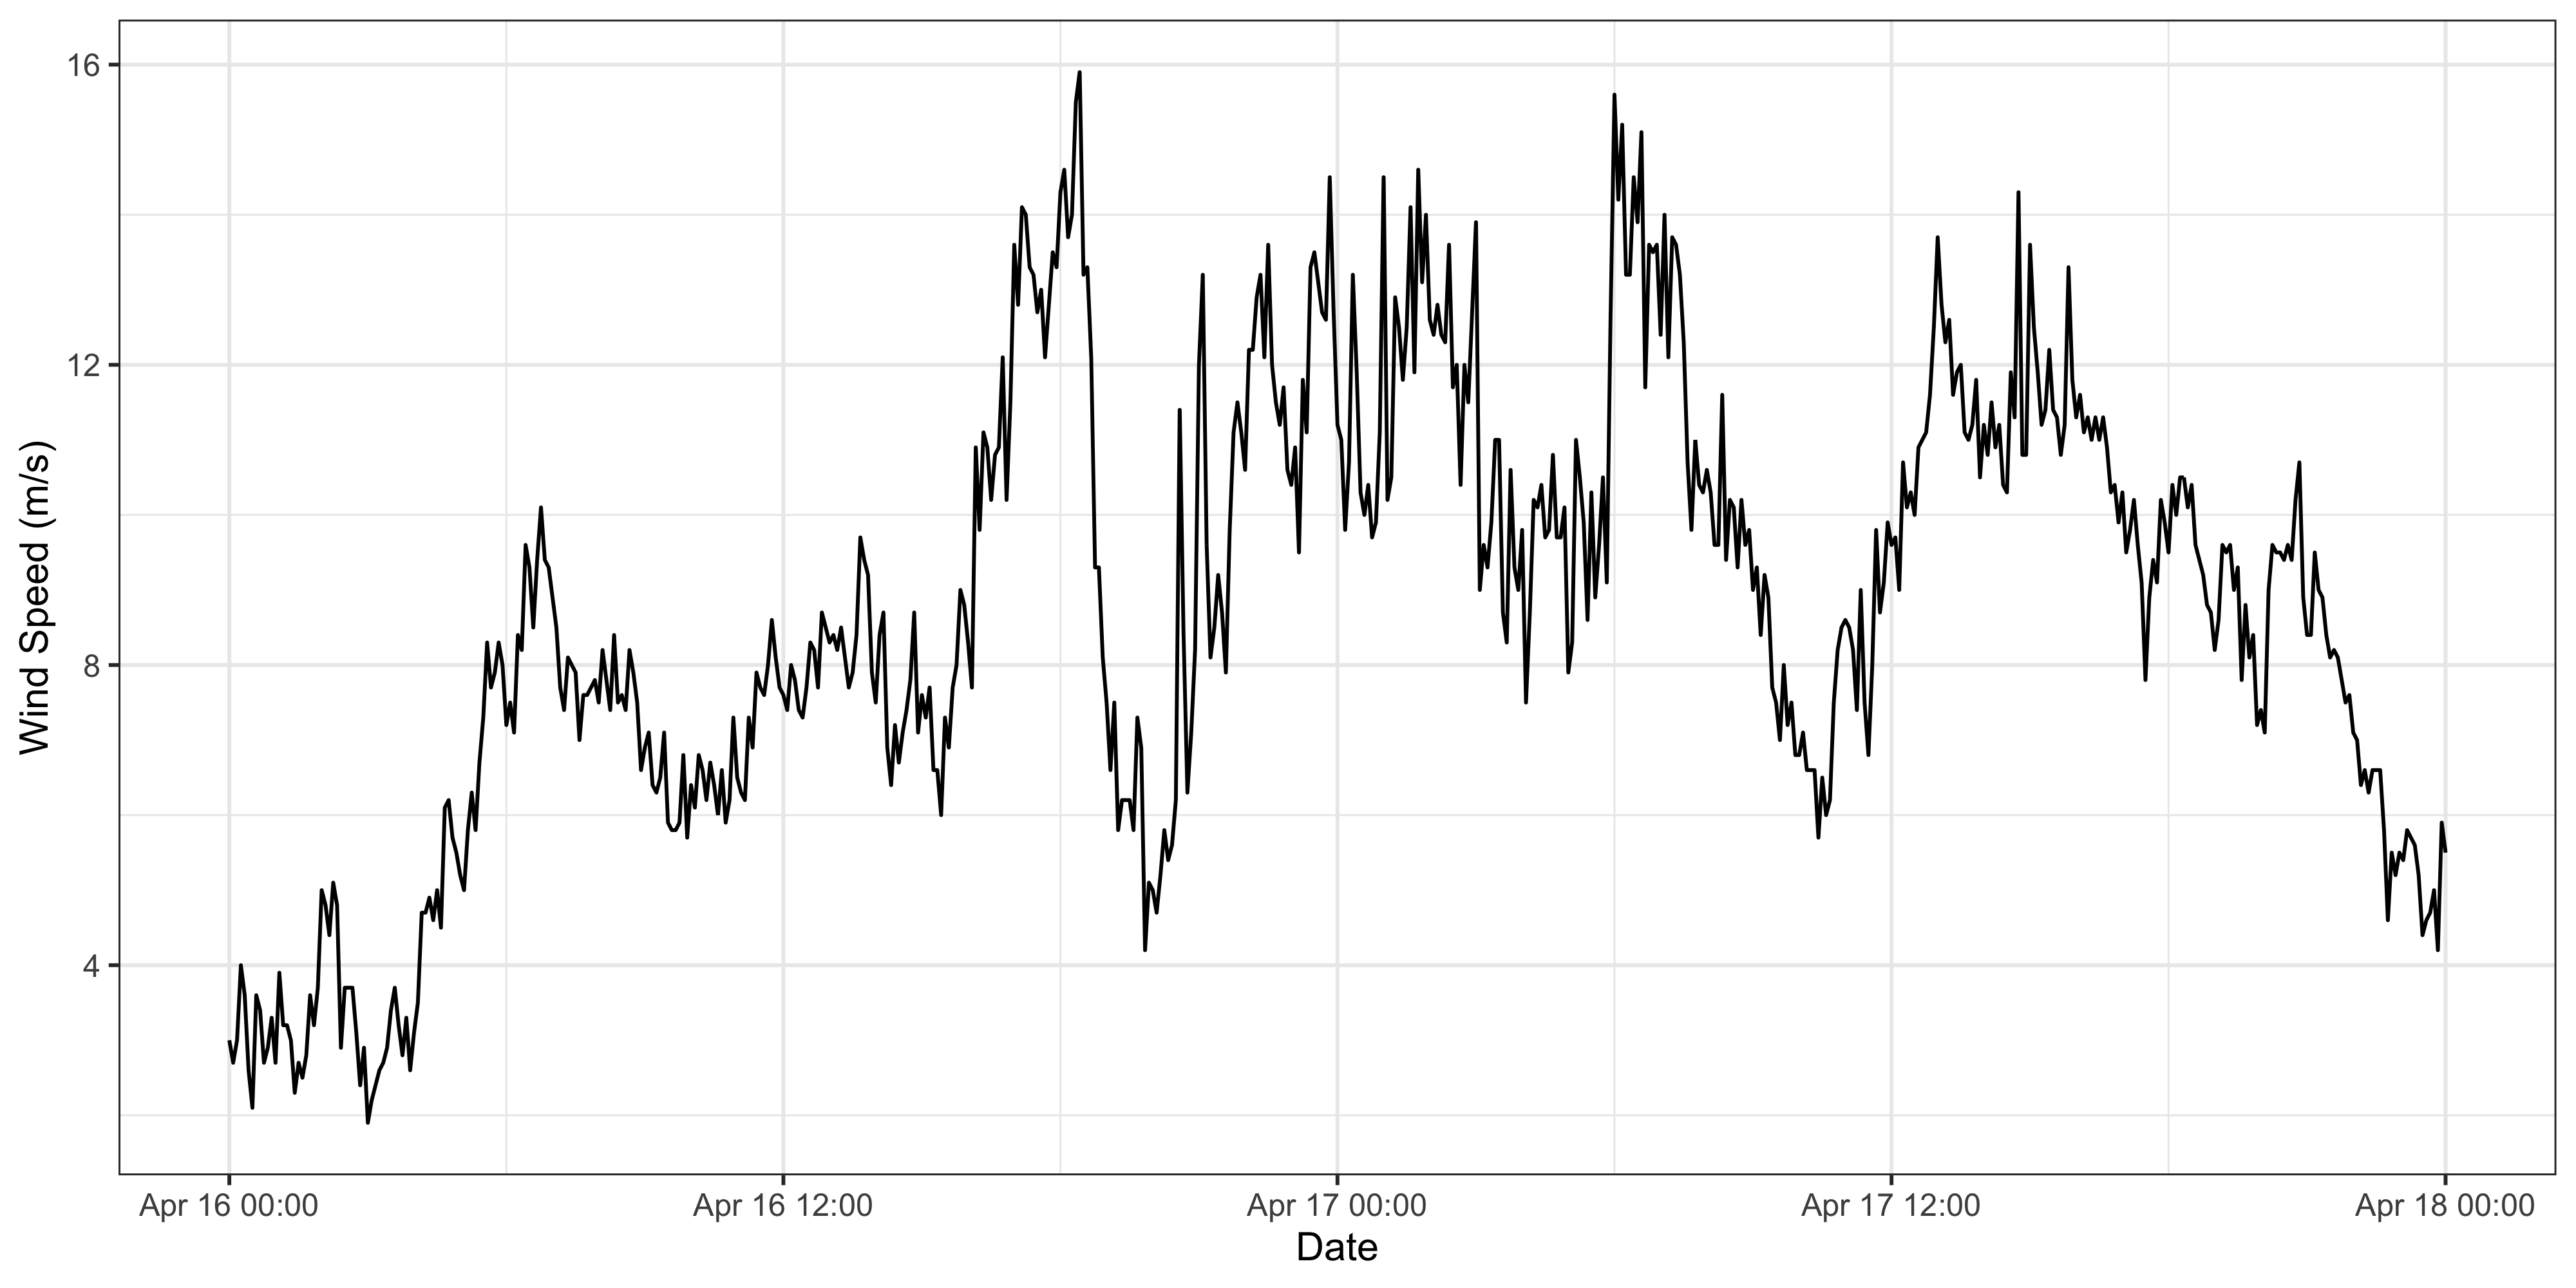 Wind Speed (m/s)
16
12
8
4
Apr 16 00:00
Apr 16 12:00
Apr 17 00:00
Apr 17 12:00
Apr 18 00:00
Date